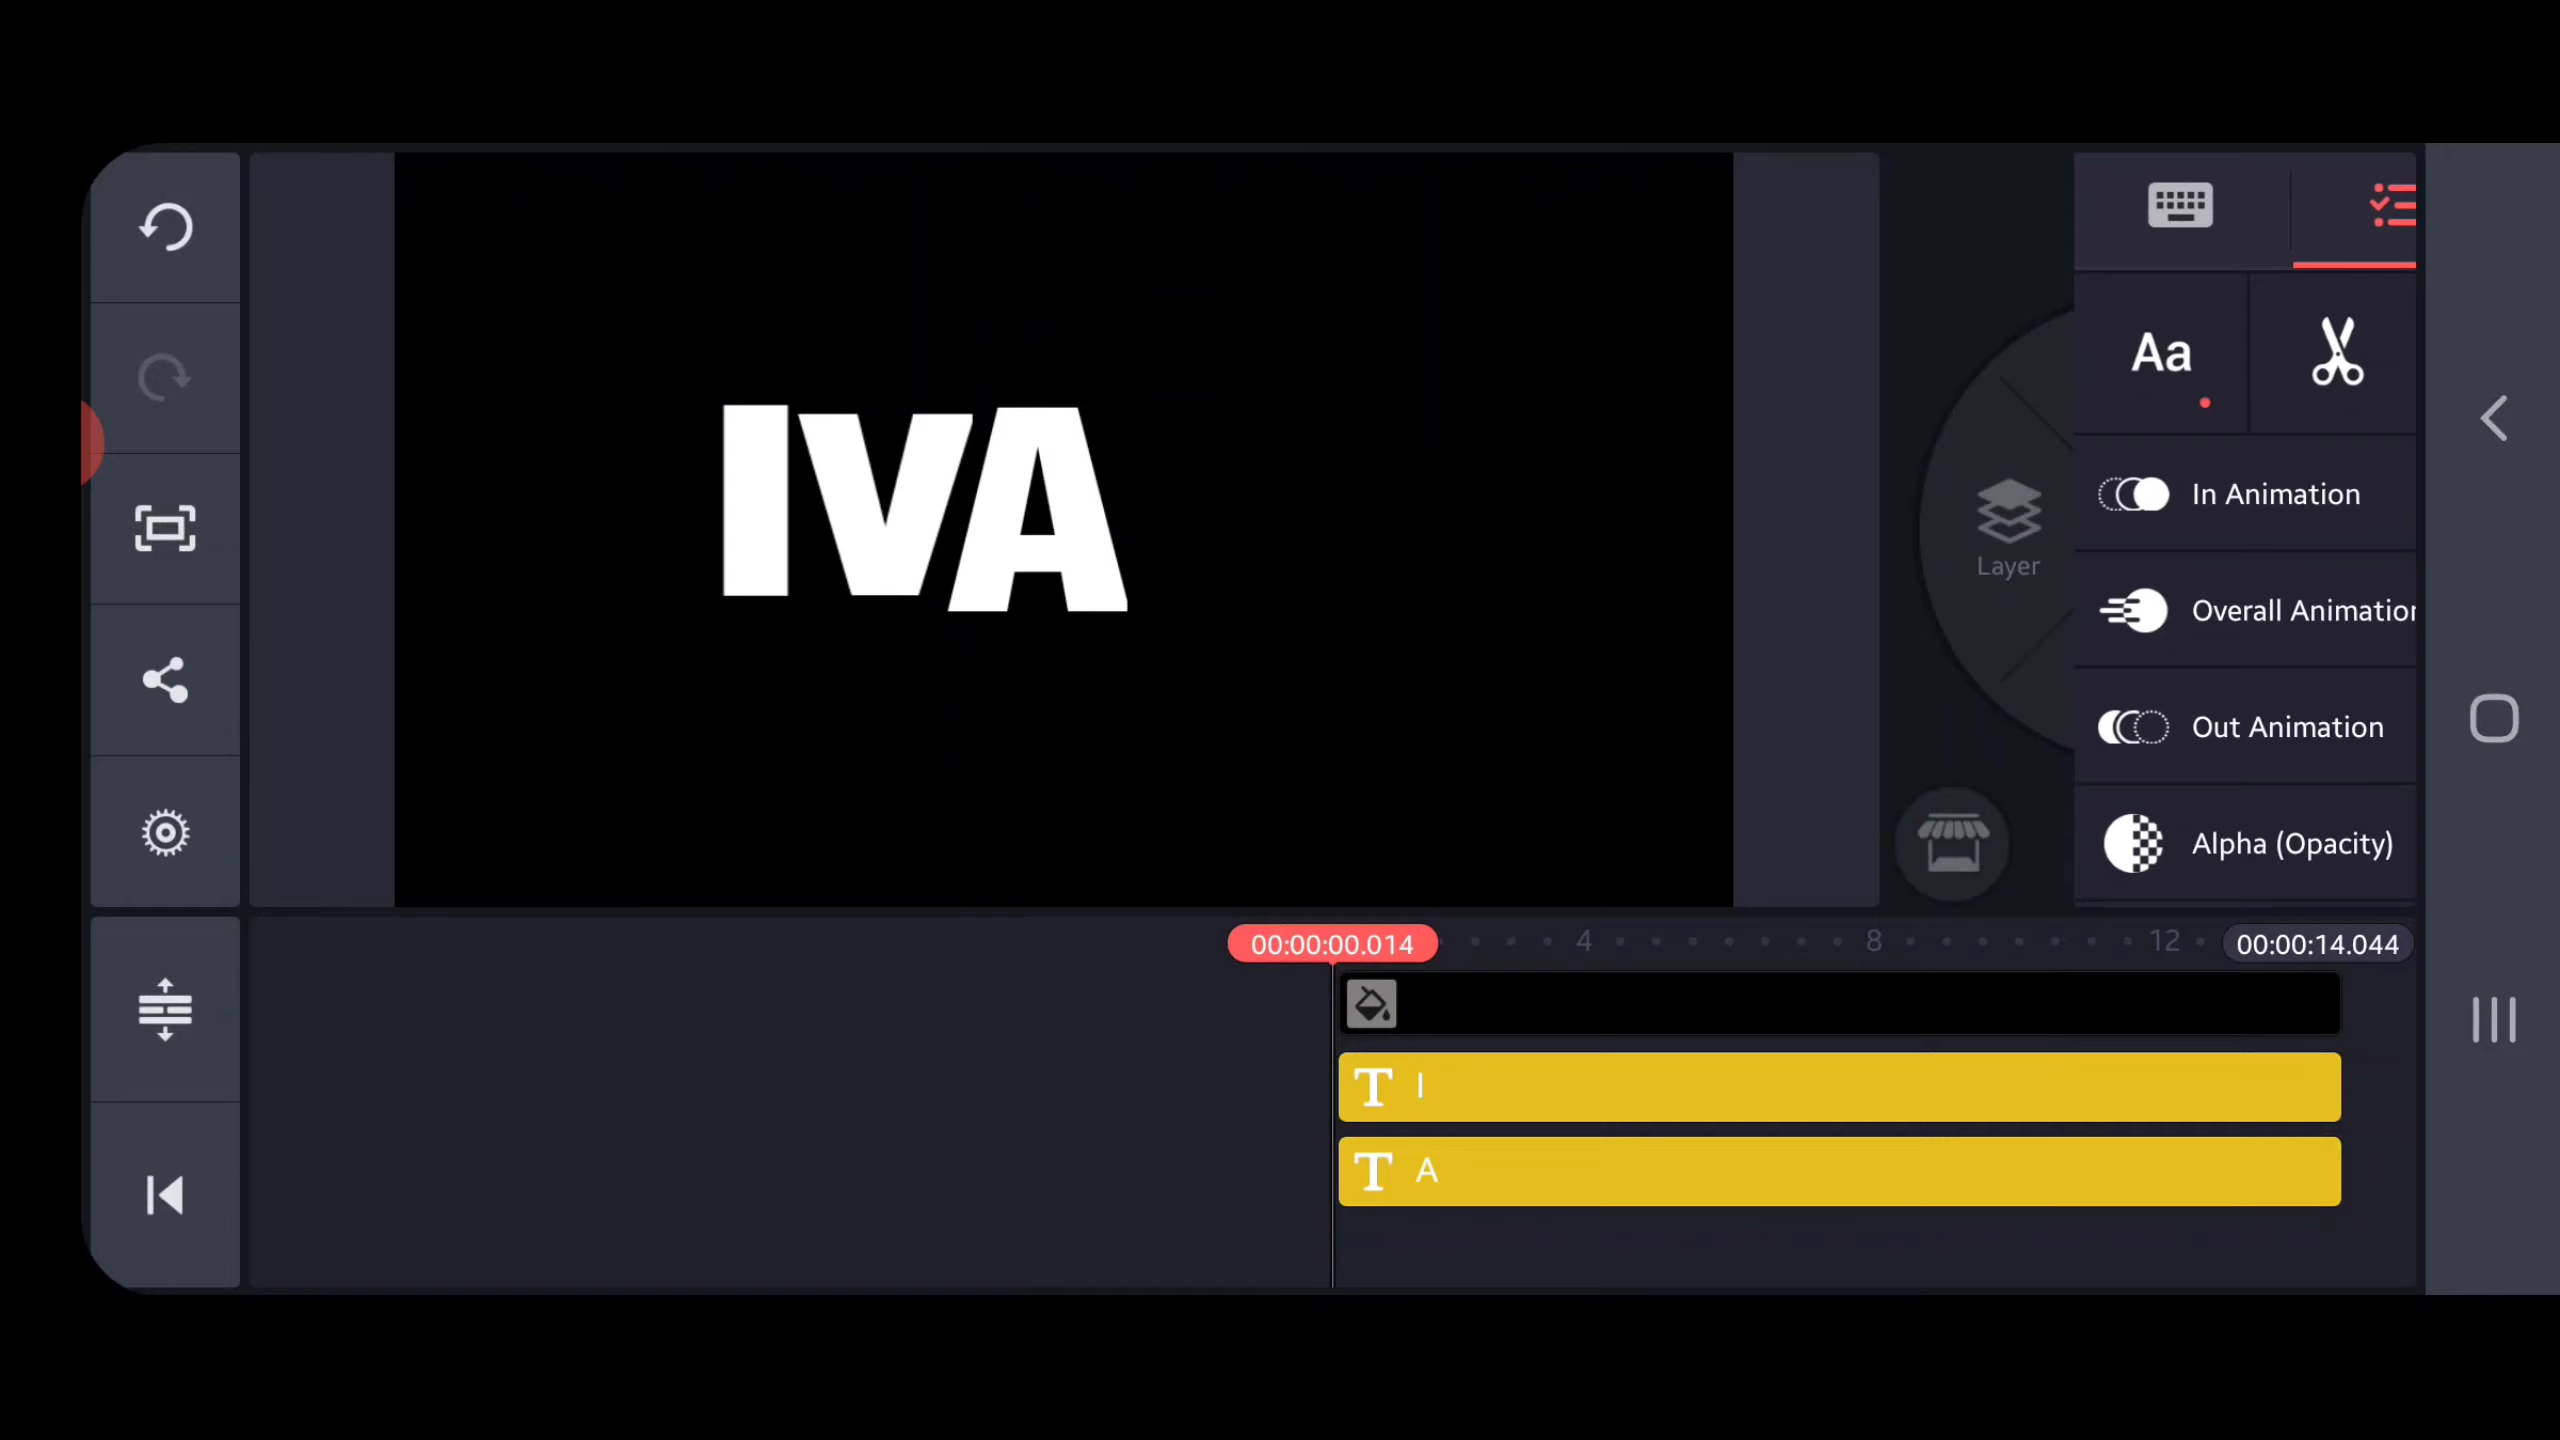 IVA
Aa
In Animation
Overall Animation
Layer
Out Animation
Alpha (Opacity)
00:00:00.014 4 8 12 00:00:14.044
T I
T A